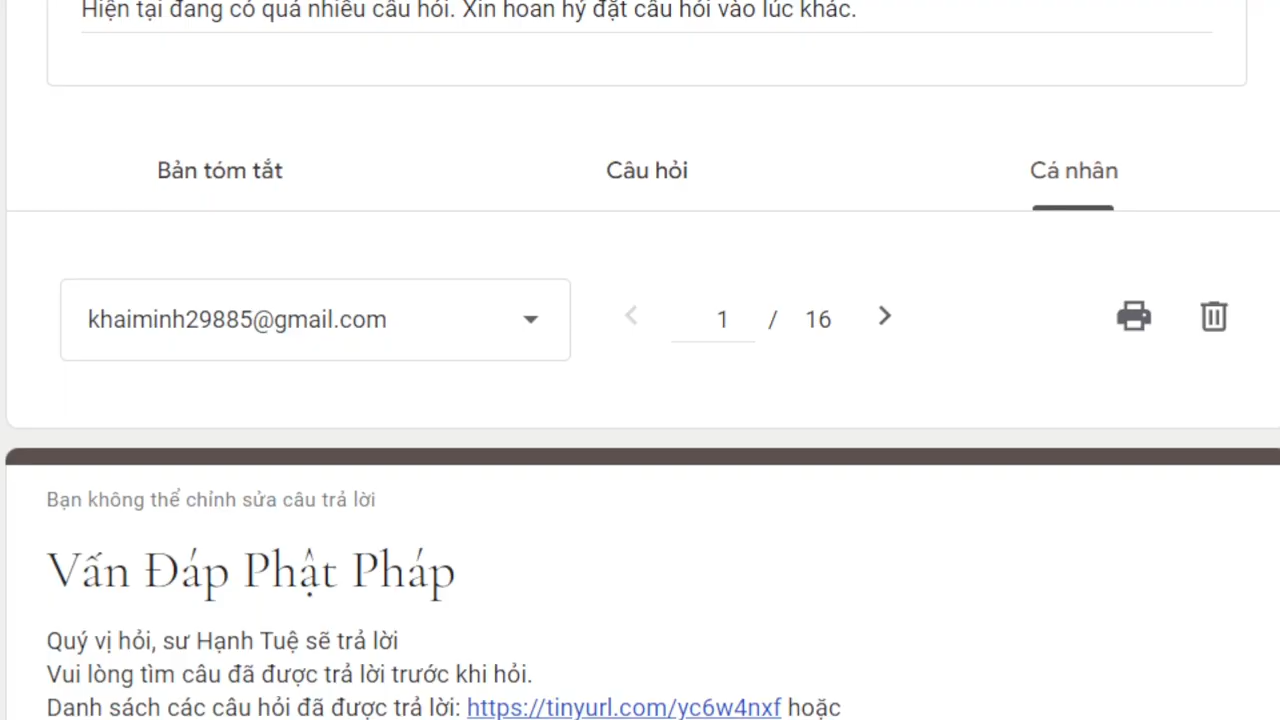 Hiện tại đang có quá nhiều câu hỏi. Xin hoan hỷ đặt câu hỏi vào lúc khác.
Bản tóm tắt
Câu hỏi
Cá nhân
khaiminh29885@gmail.com
1 / 16
Bạn không thể chỉnh sửa câu trả lời
Vấn Đáp Phật Pháp
Quý vị hỏi, sư Hạnh Tuệ sẽ trả lời
Vui lòng tìm câu đã được trả lời trước khi hỏi.
Danh sách các câu hỏi đã được trả lời: https://tinyurl.com/yc6w4nxf hoặc